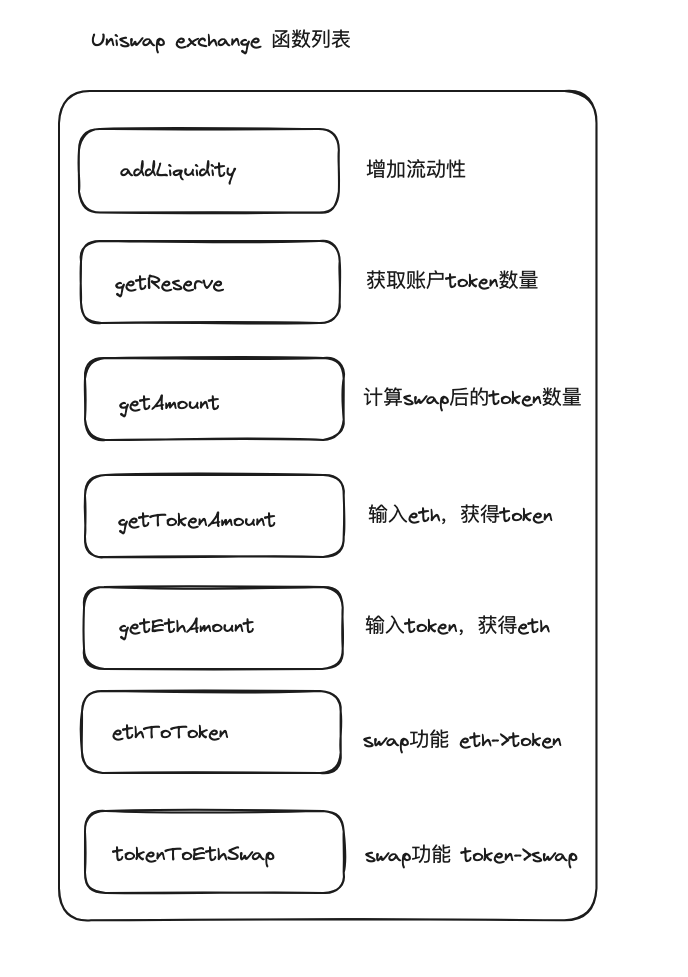 Uniswap exchange 函数列表
addLiquidity 增加流动性
getReserve 获取账户token数量
getAmount 计算swap后的token数量
getTokenAmount 输入eth，获得token
getEthAmount 输入token，获得eth
ethToToken swap功能 eth->token
tokenToEthSwap swap功能 token->swap